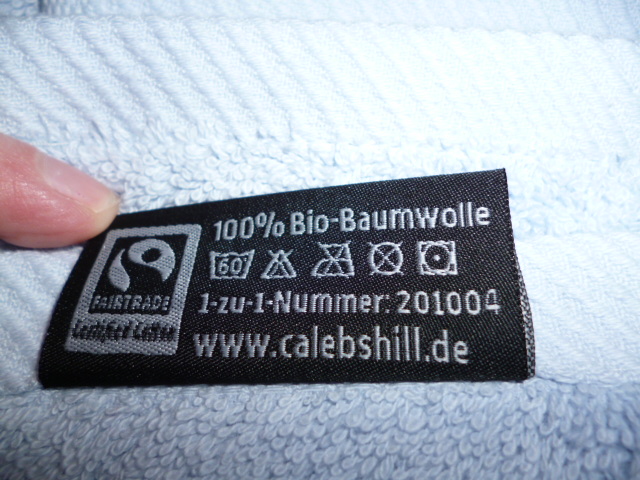 100% Bio-Baumwolle
60
1-zu-1-Nummer: 201004
www.calebshill.de
FAIRTRADE
Certified Cotton